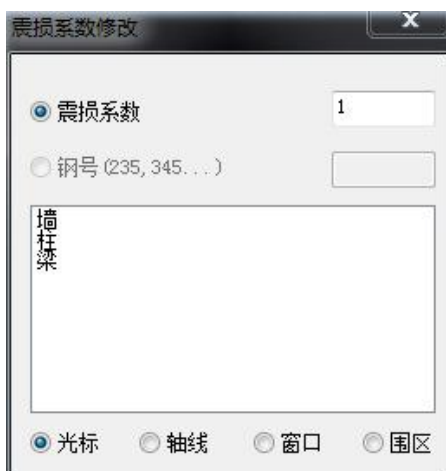 震损系数修改
震损系数 1
钢号(235,345...)
墙
柱
梁
光标 轴线 窗口 围区